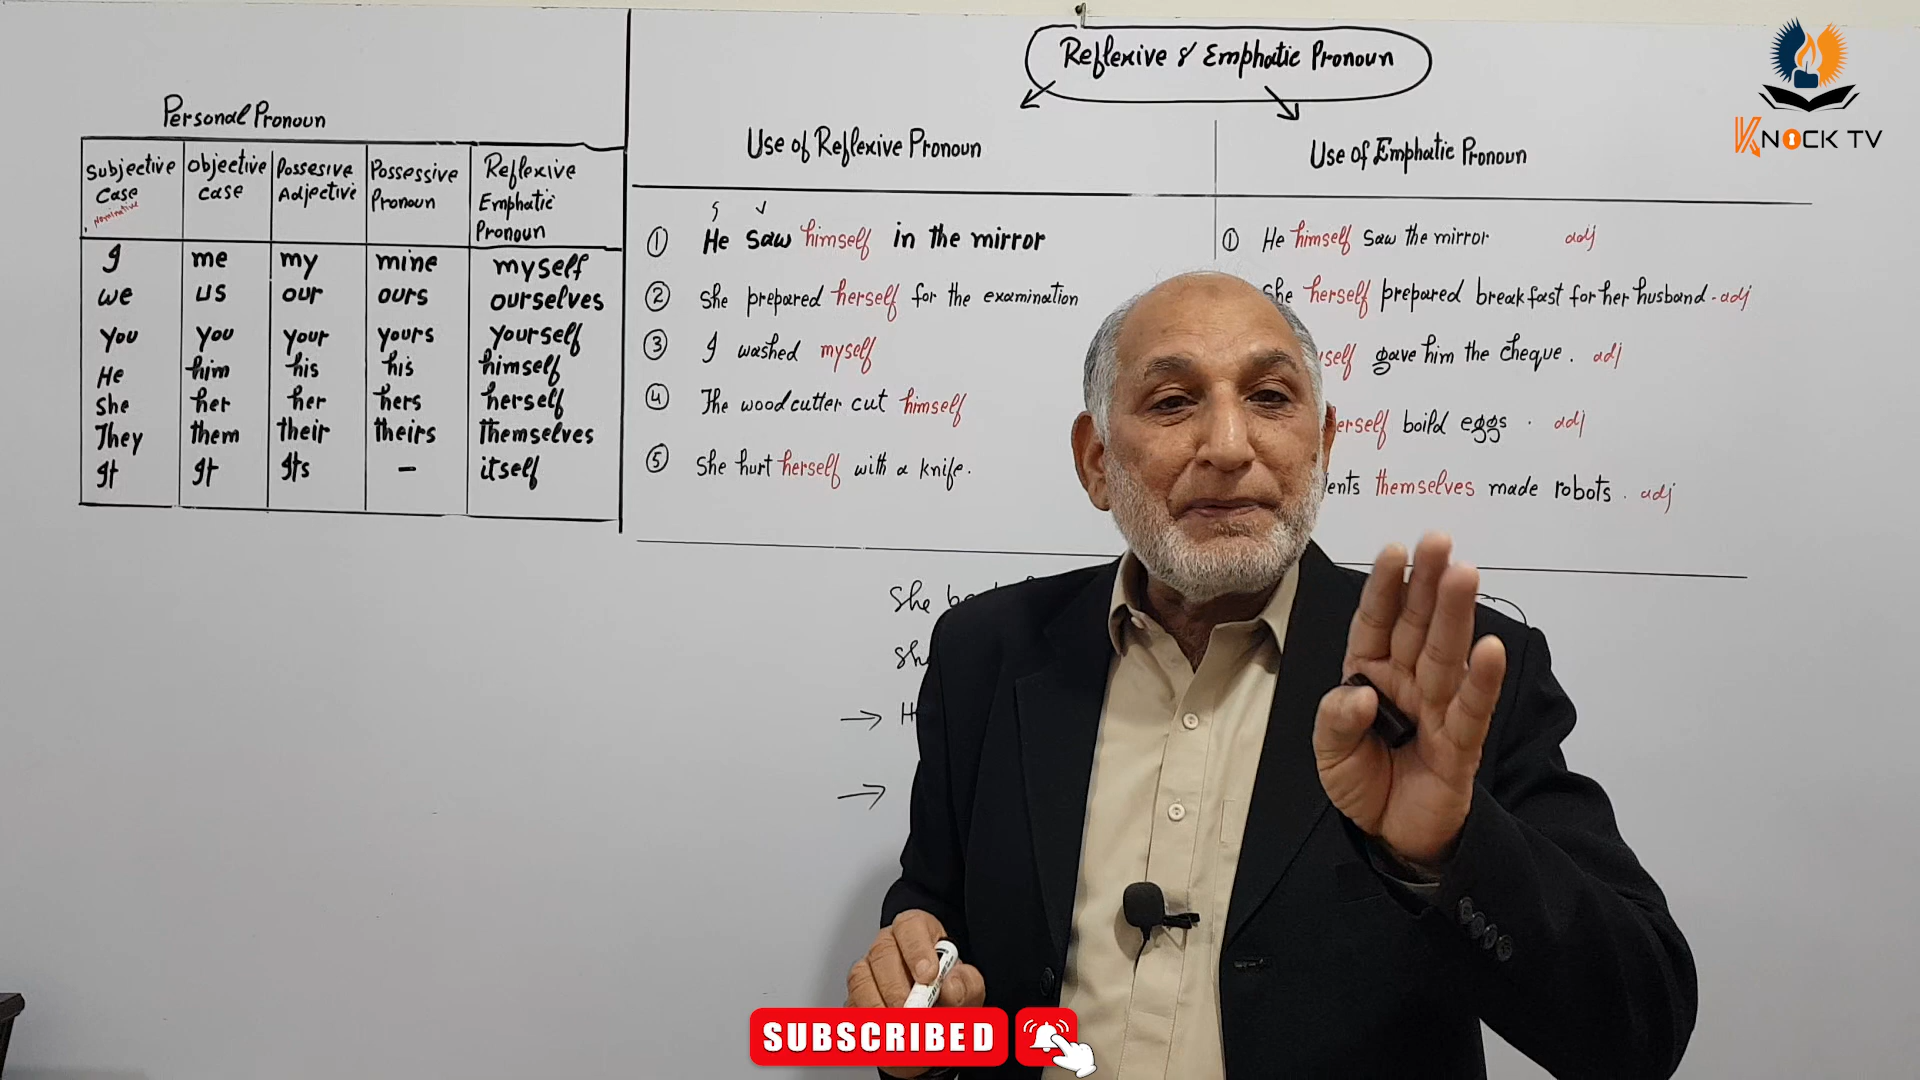 Reflexive & Emphatic Pronoun
KNOCK TV
Personal Pronoun
Subjective Case Nominative
Objective case
Possesive Adjective
Possessive Pronoun
Reflexive Emphatic Pronoun
I me my mine myself
we us our ours ourselves
you you your yours yourself
He him his his himself
She her her hers herself
They them their theirs themselves
It It Its – itself
Use of Reflexive Pronoun
S V
① He saw himself in the mirror
② She prepared herself for the examination
③ I washed myself
④ The woodcutter cut himself
⑤ She hurt herself with a knife.
Use of Emphatic Pronoun
① He himself saw the mirror adj
She herself prepared breakfast for her husband. adj
self gave him the cheque. adj
erself boild eggs. adj
ents themselves made robots. adj
She
She
→ H
→
SUBSCRIBED